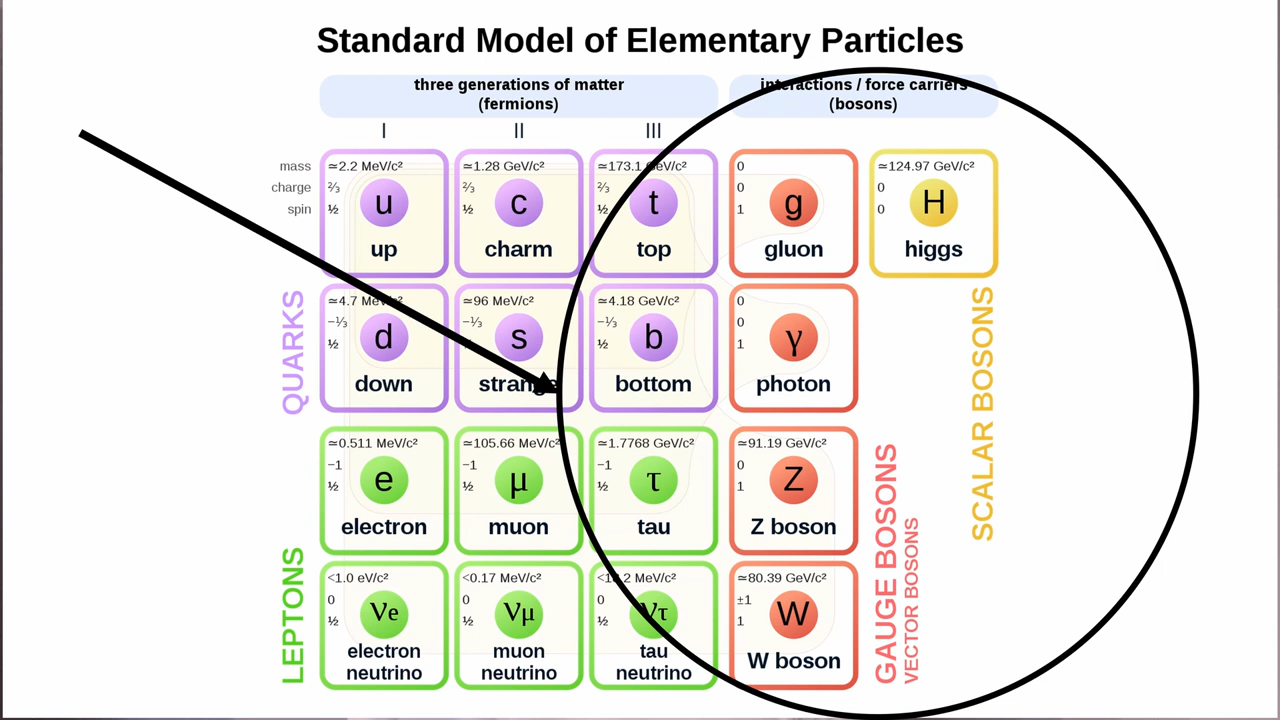 Standard Model of Elementary Particles
three generations of matter
(fermions)
interactions / force carriers
(bosons)
I II III
mass
charge
spin
≃2.2 MeV/c²
⅔
½
u
up
≃1.28 GeV/c²
⅔
½
c
charm
≃173.1 GeV/c²
⅔
½
t
top
0
0
1
g
gluon
≃124.97 GeV/c²
0
0
H
higgs
QUARKS
≃4.7 MeV/c²
−⅓
½
d
down
≃96 MeV/c²
−⅓
½
s
strange
≃4.18 GeV/c²
−⅓
½
b
bottom
0
0
1
γ
photon
SCALAR BOSONS
LEPTONS
≃0.511 MeV/c²
−1
½
e
electron
≃105.66 MeV/c²
−1
½
μ
muon
≃1.7768 GeV/c²
−1
½
τ
tau
≃91.19 GeV/c²
0
1
Z
Z boson
GAUGE BOSONS
VECTOR BOSONS
<1.0 eV/c²
0
½
νe
electron
neutrino
<0.17 MeV/c²
0
½
νμ
muon
neutrino
MeV/c²
0
½
ντ
tau
neutrino
≃80.39 GeV/c²
±1
1
W
W boson